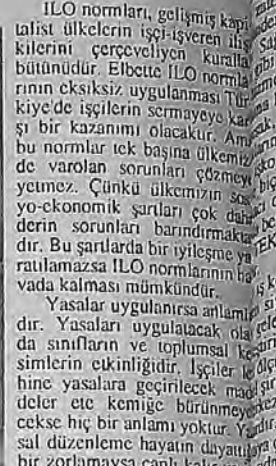 ILO normları, gelişmiş kapi-
talist ülkelerin işçi-işveren iliş
kilerini çerçeveliyen kurallar
bütünüdür. Elbette ILO normla
rının eksiksiz uygulanması Tür
kiye'de işçilerin sermayeye kar
şı bir kazanımı olacaktır. Ama
bu normlar tek başına ülkemiz
de varolan sorunları çözmeye
yetmez. Çünkü ülkemizin sos
yo-ekonomik şartları çok daha
derin sorunları barındırmakta
dır. Bu şartlarda bir iyileşme ya
ratılamazsa ILO normlarının ha
vada kalması mümkündür.
Yasalar uygulanırsa anlamlı
dır. Yasaları uygulatacak ola
da sınıfların ve toplumsal ke
simlerin etkinliğidir. İşçiler le
hine yasalara geçirilecek mad
deler ete kemiğe bürünmeye
cekse hiç bir anlamı yoktur. Ya
sal düzenleme hayatın dayattığı
bir zorlamaysa